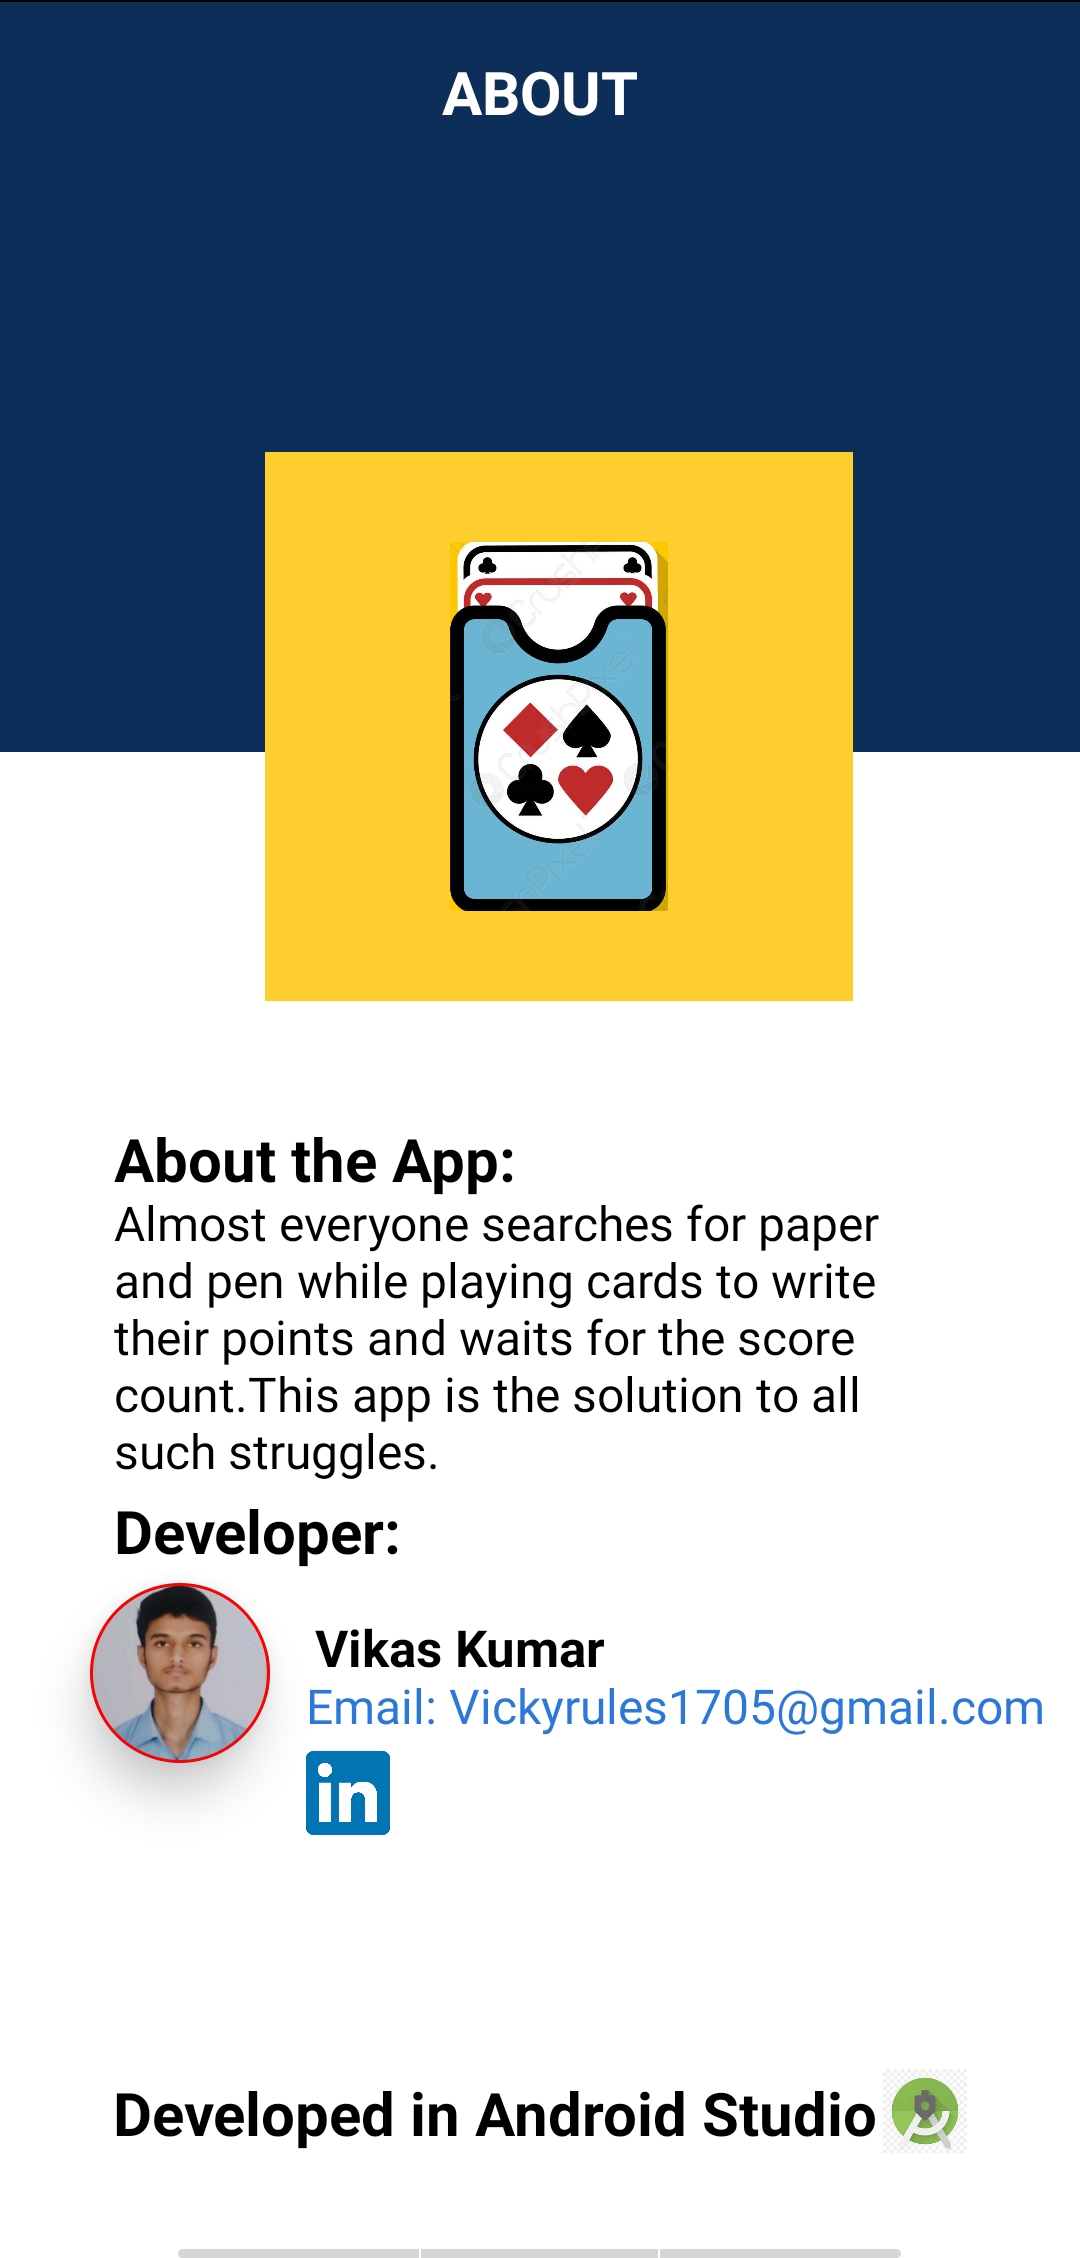 ABOUT
About the App:
Almost everyone searches for paper
and pen while playing cards to write
their points and waits for the score
count.This app is the solution to all
such struggles.
Developer:
Vikas Kumar
Email: Vickyrules1705@gmail.com
in
Developed in Android Studio